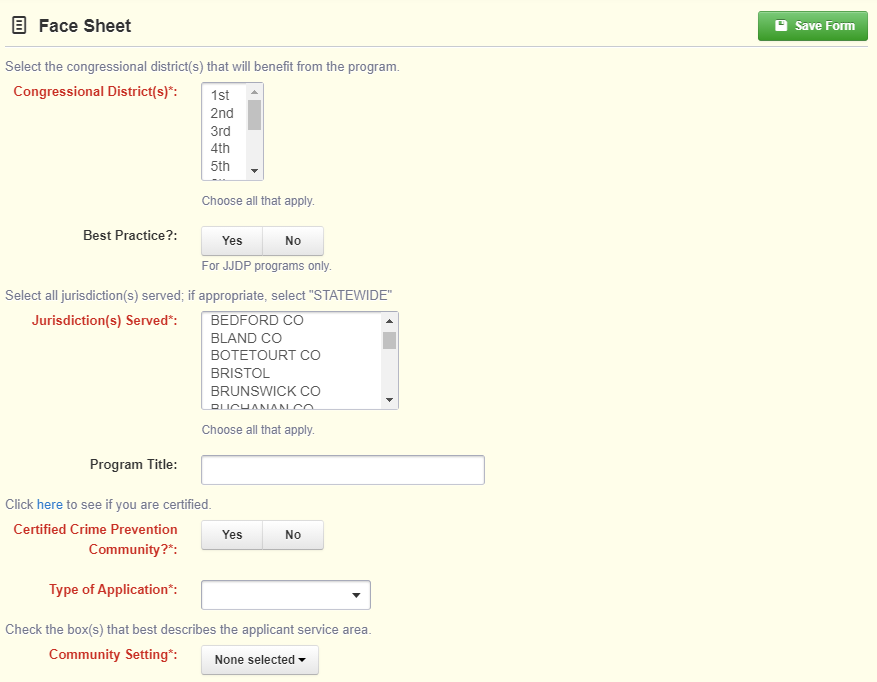 Face Sheet
Save Form
Select the congressional district(s) that will benefit from the program.
Congressional District(s)*:
1st
2nd
3rd
4th
5th
Choose all that apply.
Best Practice?:
Yes
No
For JJDP programs only.
Select all jurisdiction(s) served; if appropriate, select "STATEWIDE"
Jurisdiction(s) Served*:
BEDFORD CO
BLAND CO
BOTETOURT CO
BRISTOL
BRUNSWICK CO
BUCHANAN CO
Choose all that apply.
Program Title:
Click here to see if you are certified.
Certified Crime Prevention
Community?*:
Yes
No
Type of Application*:
Check the box(s) that best describes the applicant service area.
Community Setting*:
None selected